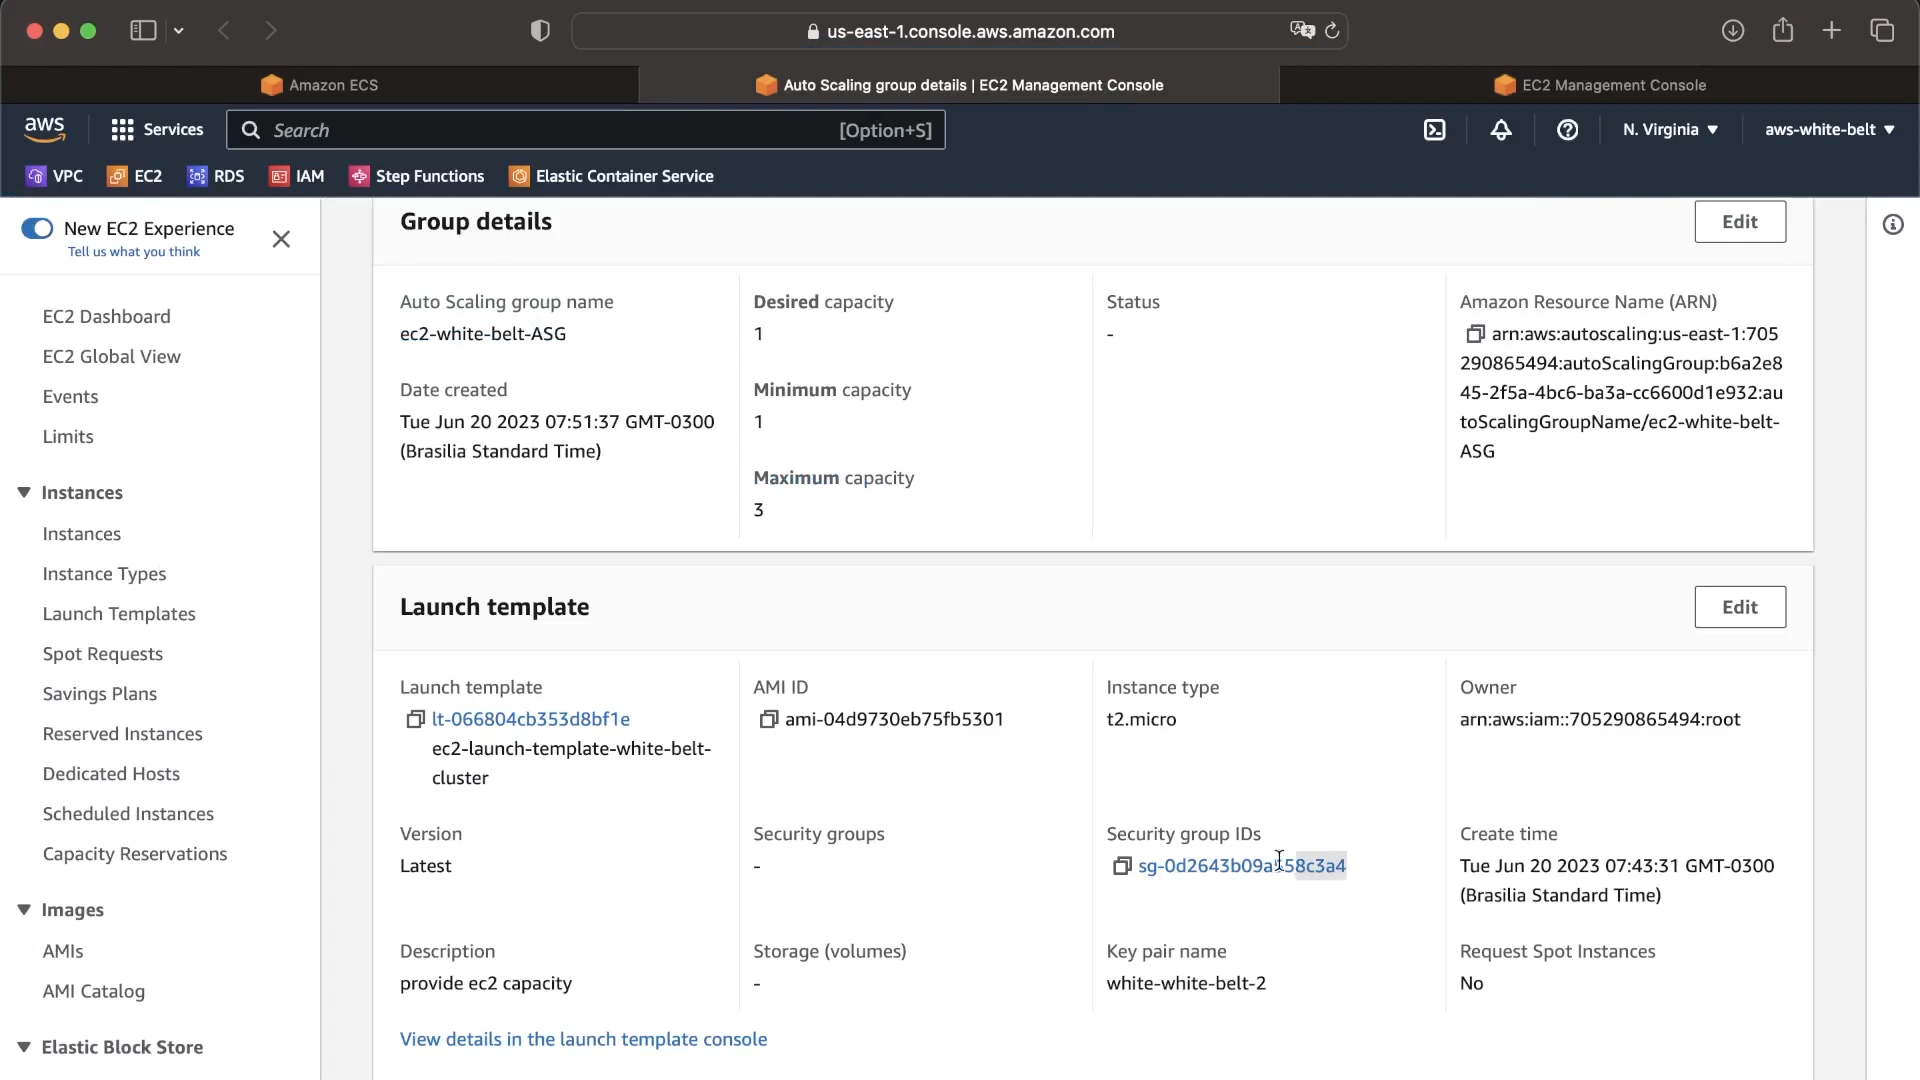 us-east-1.console.aws.amazon.com
Amazon ECS
Auto Scaling group details | EC2 Management Console
EC2 Management Console
aws
Services
Search
[Option+S]
N. Virginia
aws-white-belt
VPC
EC2
RDS
IAM
Step Functions
Elastic Container Service
New EC2 Experience
Tell us what you think
EC2 Dashboard
EC2 Global View
Events
Limits
Instances
Instances
Instance Types
Launch Templates
Spot Requests
Savings Plans
Reserved Instances
Dedicated Hosts
Scheduled Instances
Capacity Reservations
Images
AMIs
AMI Catalog
Elastic Block Store
Group details
Edit
Auto Scaling group name
ec2-white-belt-ASG
Date created
Tue Jun 20 2023 07:51:37 GMT-0300
(Brasilia Standard Time)
Desired capacity
1
Minimum capacity
1
Maximum capacity
3
Status
-
Amazon Resource Name (ARN)
arn:aws:autoscaling:us-east-1:705
290865494:autoScalingGroup:b6a2e8
45-2f5a-4bc6-ba3a-cc6600d1e932:au
toScalingGroupName/ec2-white-belt-
ASG
Launch template
Edit
Launch template
lt-066804cb353d8bf1e
ec2-launch-template-white-belt-
cluster
AMI ID
ami-04d9730eb75fb5301
Instance type
t2.micro
Owner
arn:aws:iam::705290865494:root
Version
Latest
Security groups
-
Security group IDs
Create time
Tue Jun 20 2023 07:43:31 GMT-0300
(Brasilia Standard Time)
Description
provide ec2 capacity
Storage (volumes)
-
Key pair name
white-white-belt-2
Request Spot Instances
No
View details in the launch template console